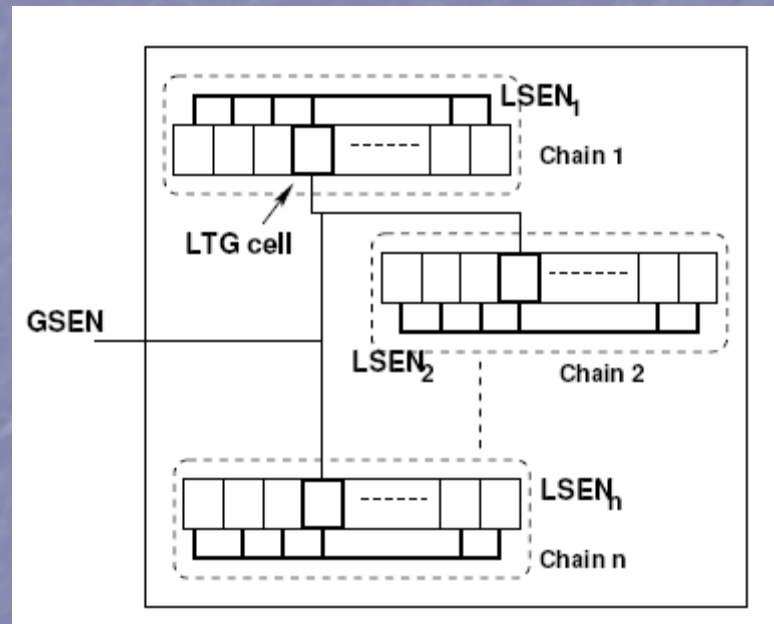 LSEN1
Chain 1
LTG cell
GSEN
LSEN2
Chain 2
LSENn
Chain n